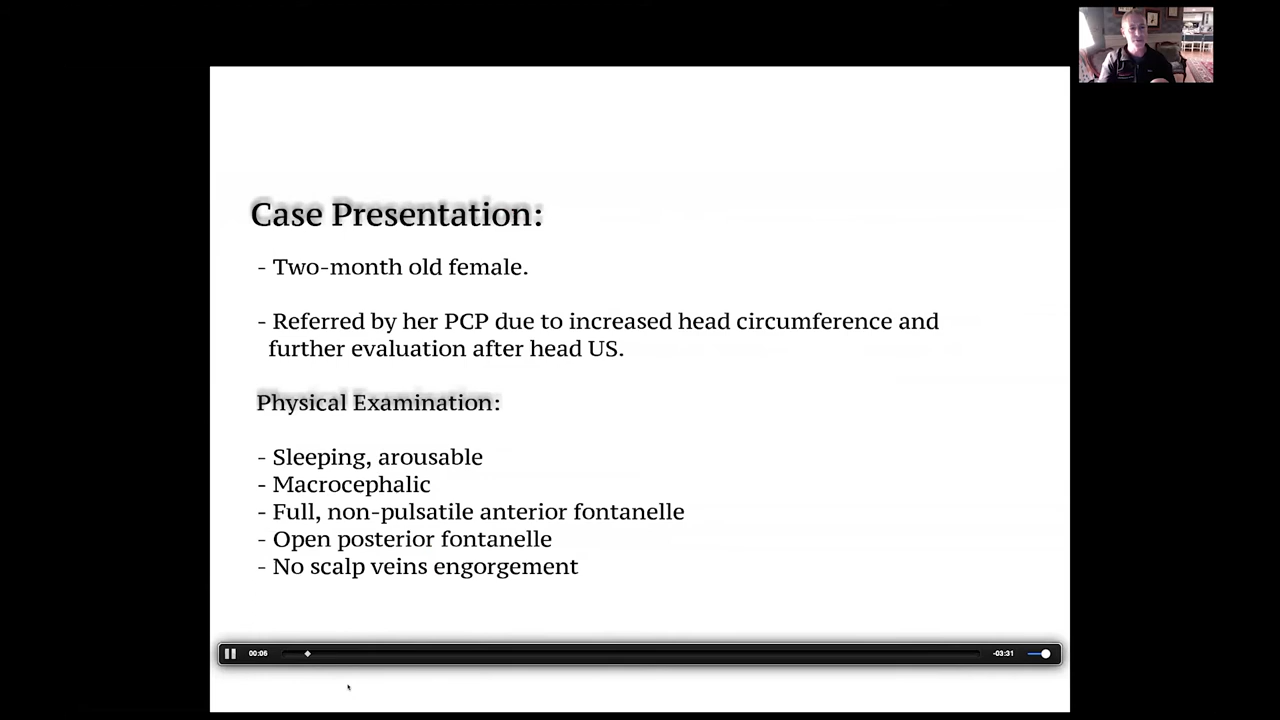 Case Presentation:
- Two-month old female.
- Referred by her PCP due to increased head circumference and
further evaluation after head US.
Physical Examination:
- Sleeping, arousable
- Macrocephalic
- Full, non-pulsatile anterior fontanelle
- Open posterior fontanelle
- No scalp veins engorgement
00:06
-03:31